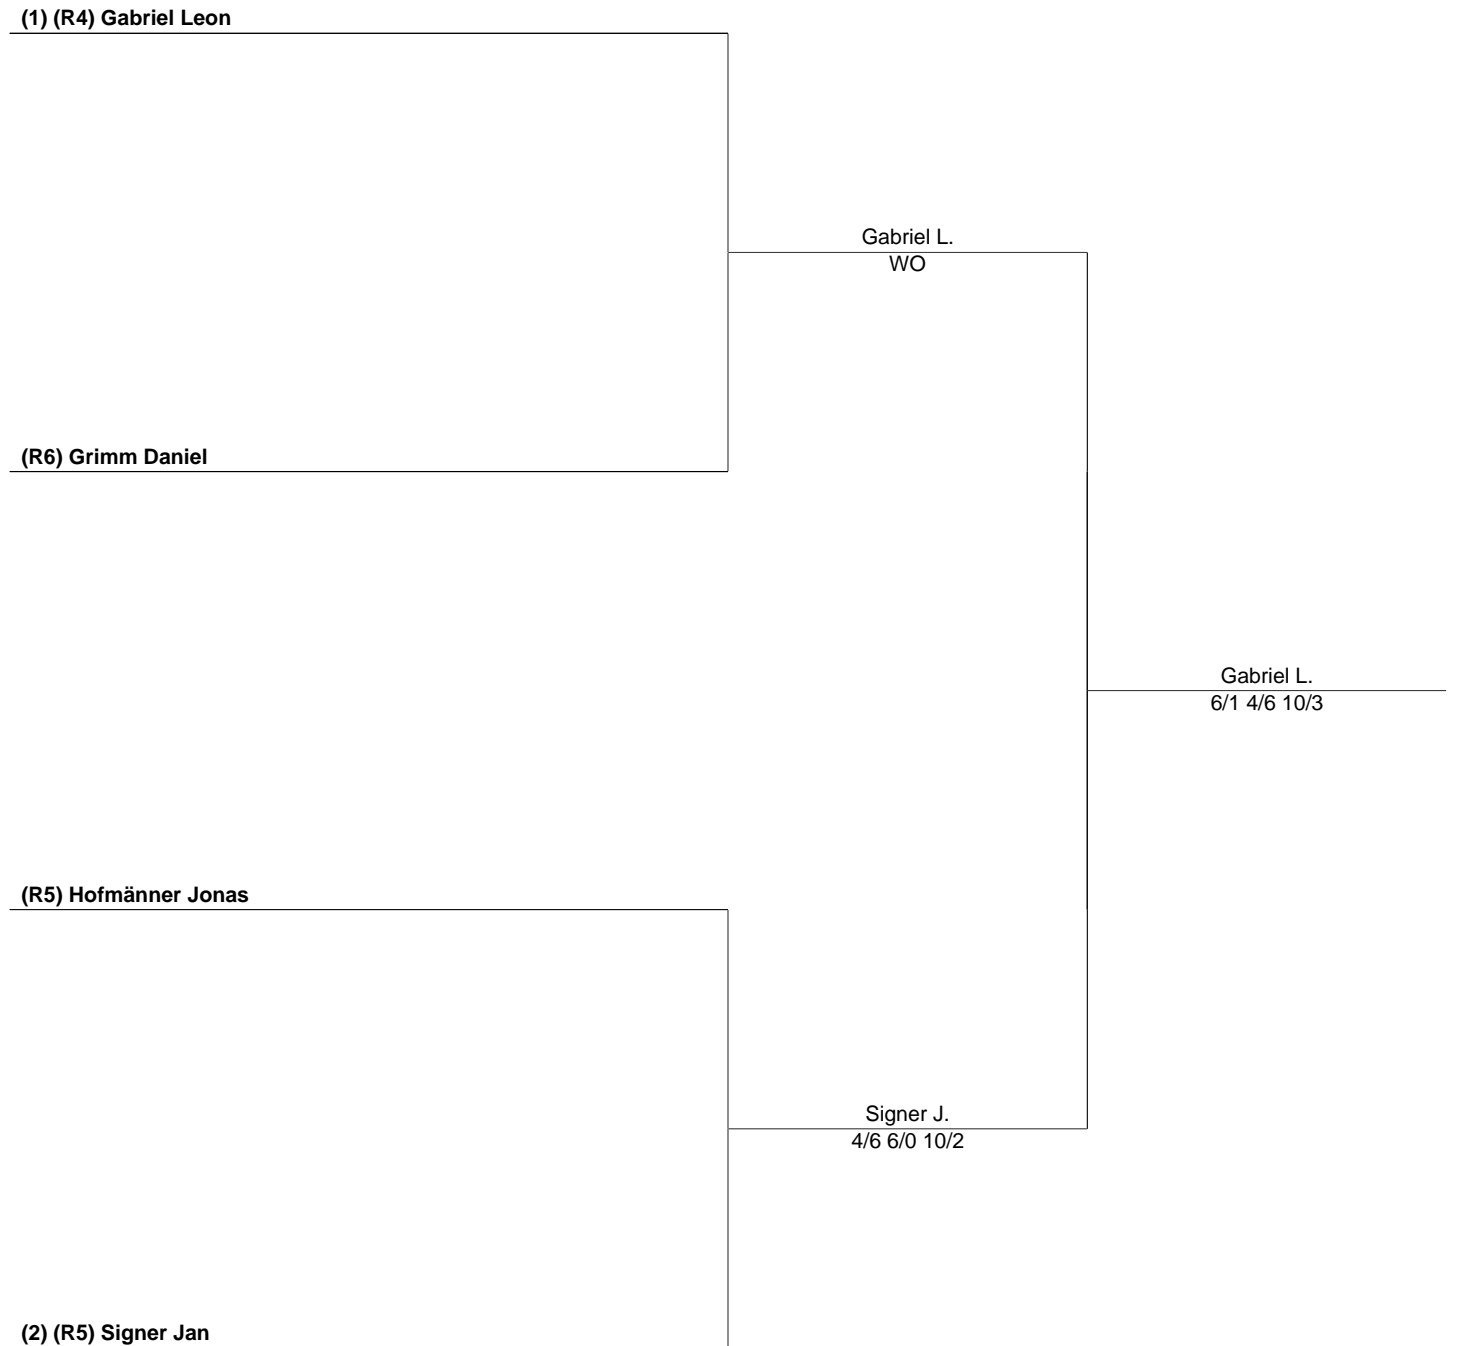 (1) (R4) Gabriel Leon
Gabriel L.
WO
(R6) Grimm Daniel
Gabriel L.
6/1 4/6 10/3
(R5) Hofmänner Jonas
Signer J.
4/6 6/0 10/2
(2) (R5) Signer Jan